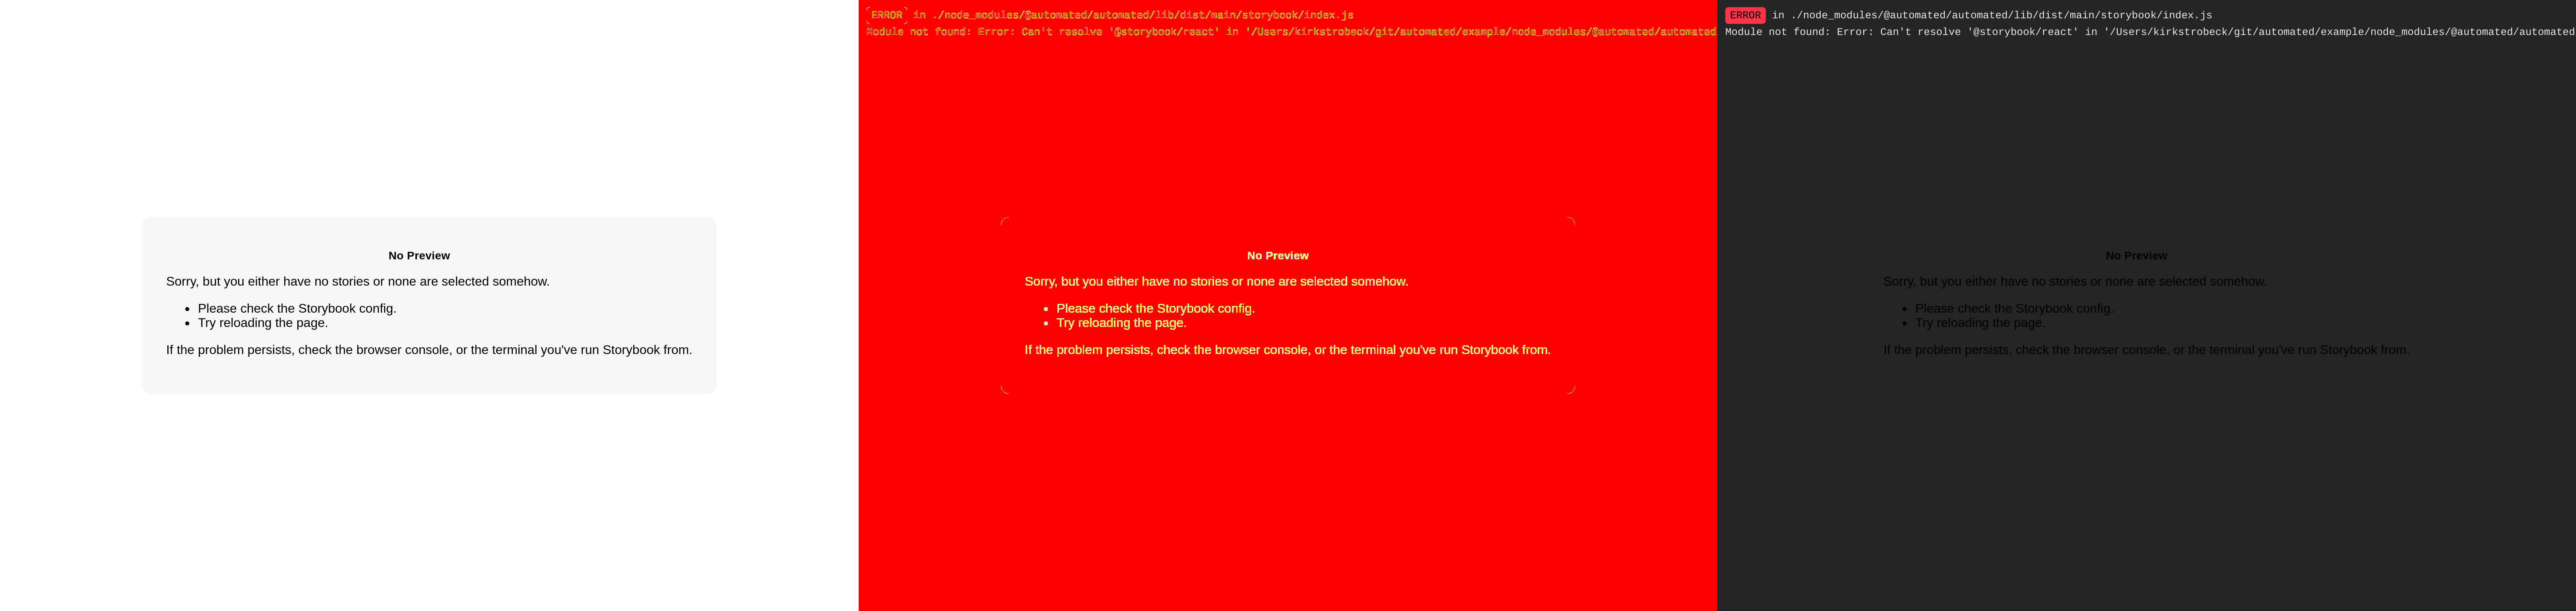 No Preview
Sorry, but you either have no stories or none are selected somehow.
• Please check the Storybook config.
• Try reloading the page.
If the problem persists, check the browser console, or the terminal you've run Storybook from.
ERROR in ./node_modules/@automated/automated/lib/dist/main/storybook/index.js
Module not found: Error: Can't resolve '@storybook/react' in '/Users/kirkstrobeck/git/automated/example/node_modules/@automated/automated
No Preview
Sorry, but you either have no stories or none are selected somehow.
• Please check the Storybook config.
• Try reloading the page.
If the problem persists, check the browser console, or the terminal you've run Storybook from.
ERROR in ./node_modules/@automated/automated/lib/dist/main/storybook/index.js
Module not found: Error: Can't resolve '@storybook/react' in '/Users/kirkstrobeck/git/automated/example/node_modules/@automated/automated
No Preview
Sorry, but you either have no stories or none are selected somehow.
• Please check the Storybook config.
• Try reloading the page.
If the problem persists, check the browser console, or the terminal you've run Storybook from.